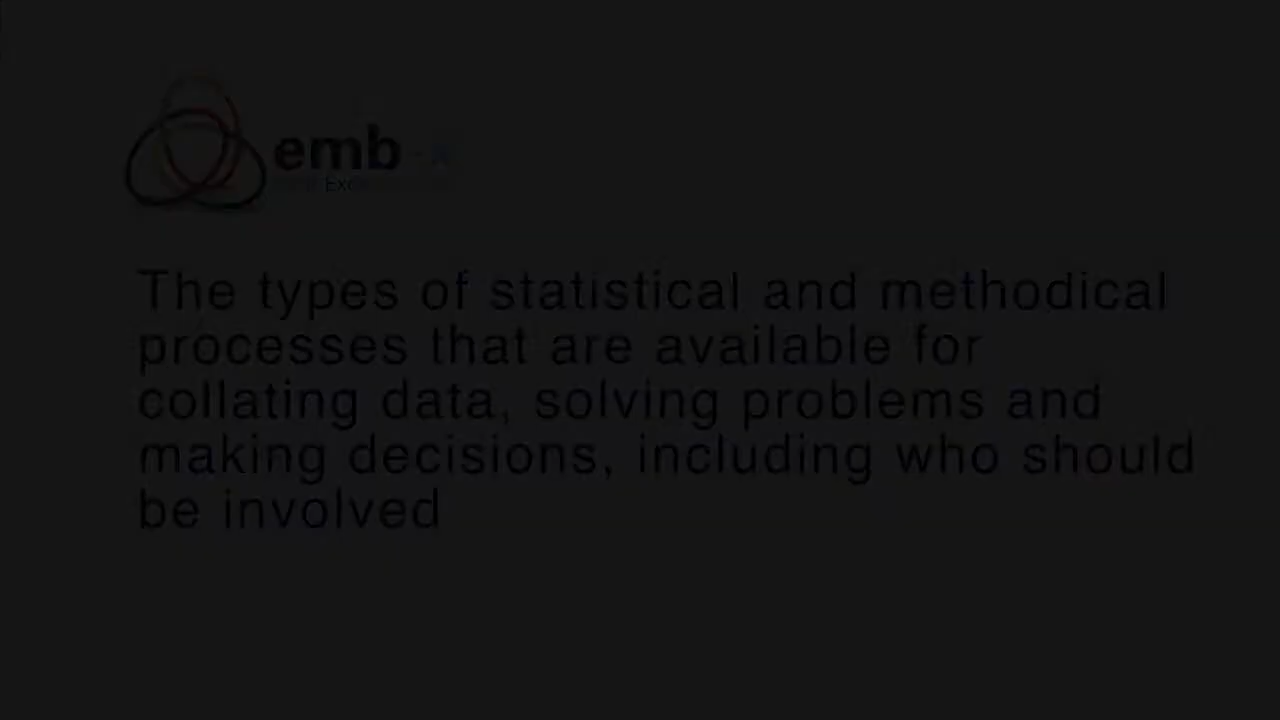 emb
The types of statistical and methodical
processes that are available for
collating data, solving problems and
making decisions, including who should
be involved